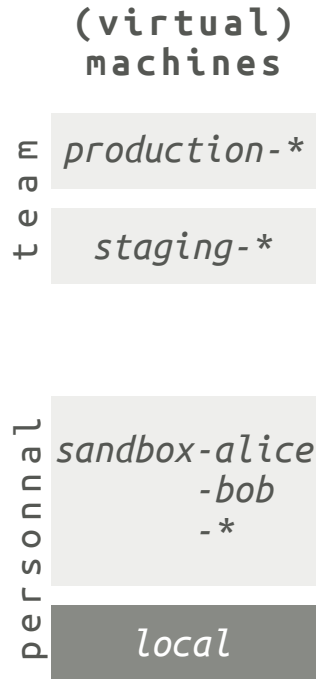 (virtual)
machines
team
production-*
staging-*
personnal
sandbox-alice
-bob
-*
local